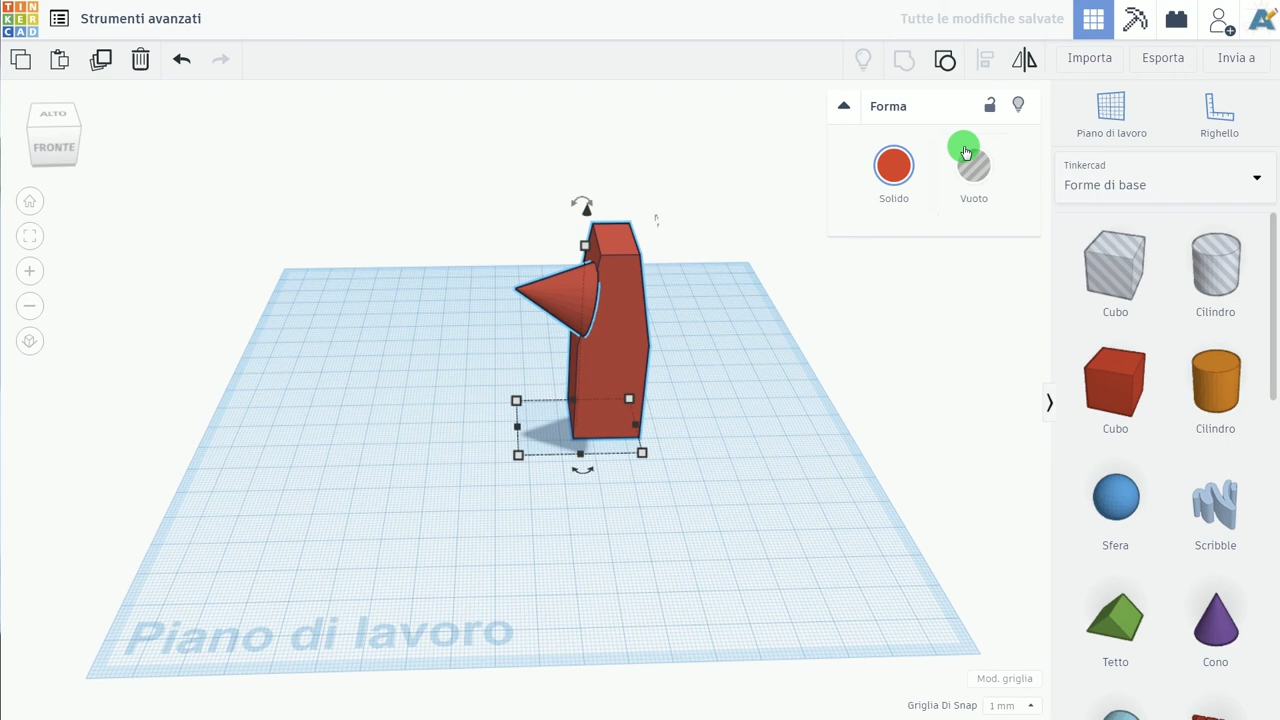 TIN
KER
CAD
Strumenti avanzati
Tutte le modifiche salvate
Importa
Esporta
Invia a
ALTO
FRONTE
Forma
Solido
Vuoto
Piano di lavoro
Righello
Tinkercad
Forme di base
Cubo
Cilindro
Cubo
Cilindro
Sfera
Scribble
Tetto
Cono
Piano di lavoro
Mod. griglia
Griglia Di Snap
1 mm